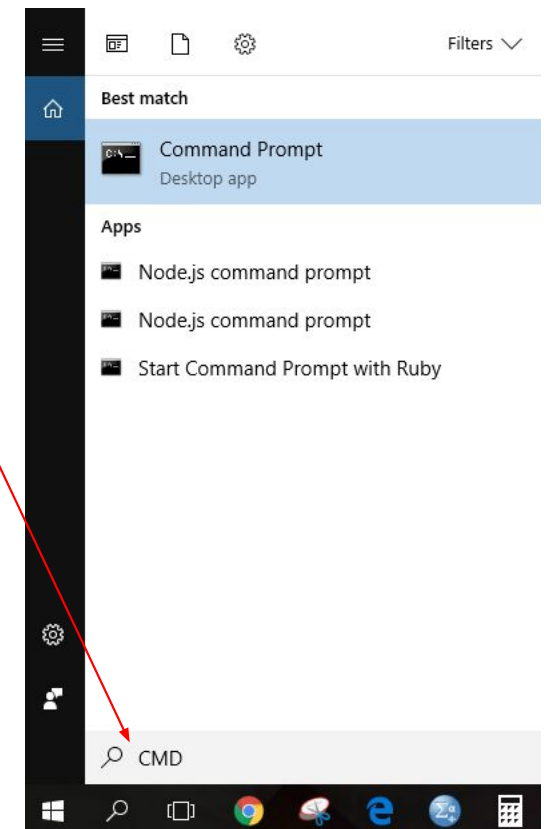 Filters
Best match
Command Prompt
Desktop app
Apps
Node.js command prompt
Node.js command prompt
Start Command Prompt with Ruby
CMD